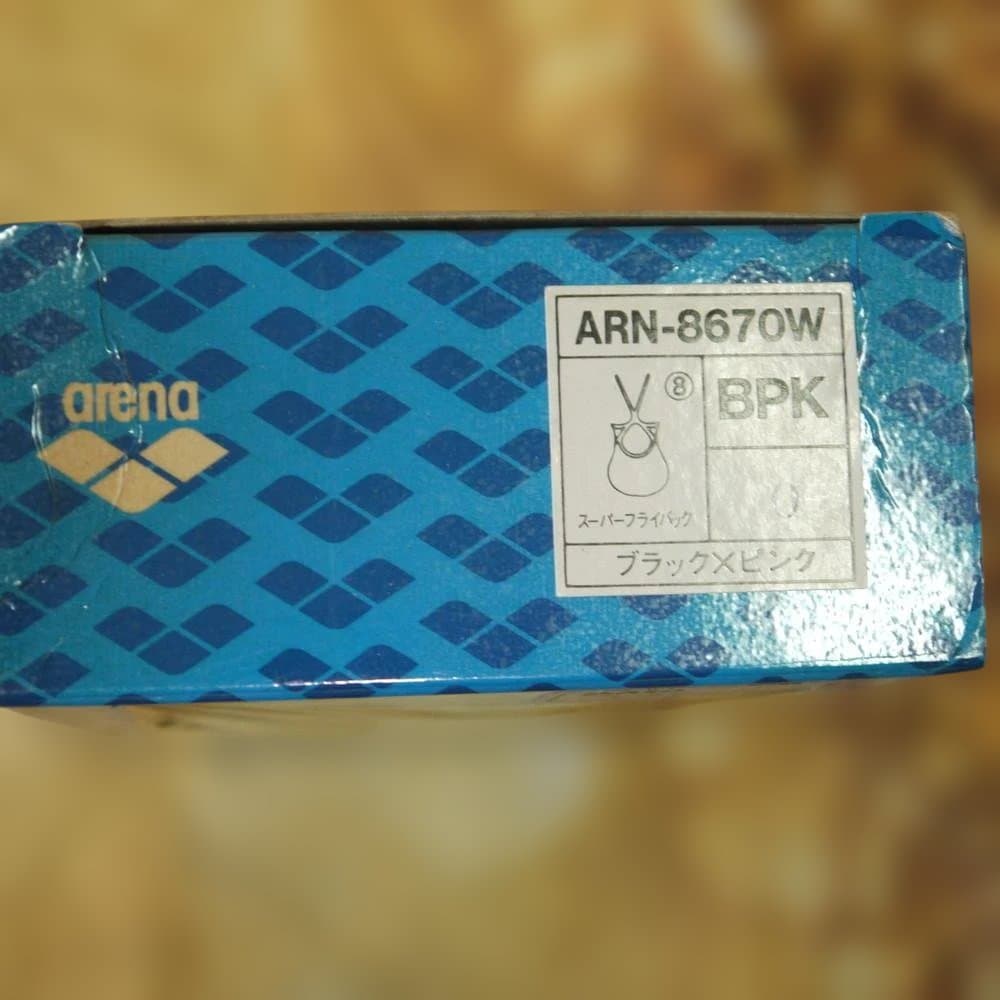 arena
ARN-8670W
⑧
BPK
スーパーフライバック
O
ブラック×ピンク